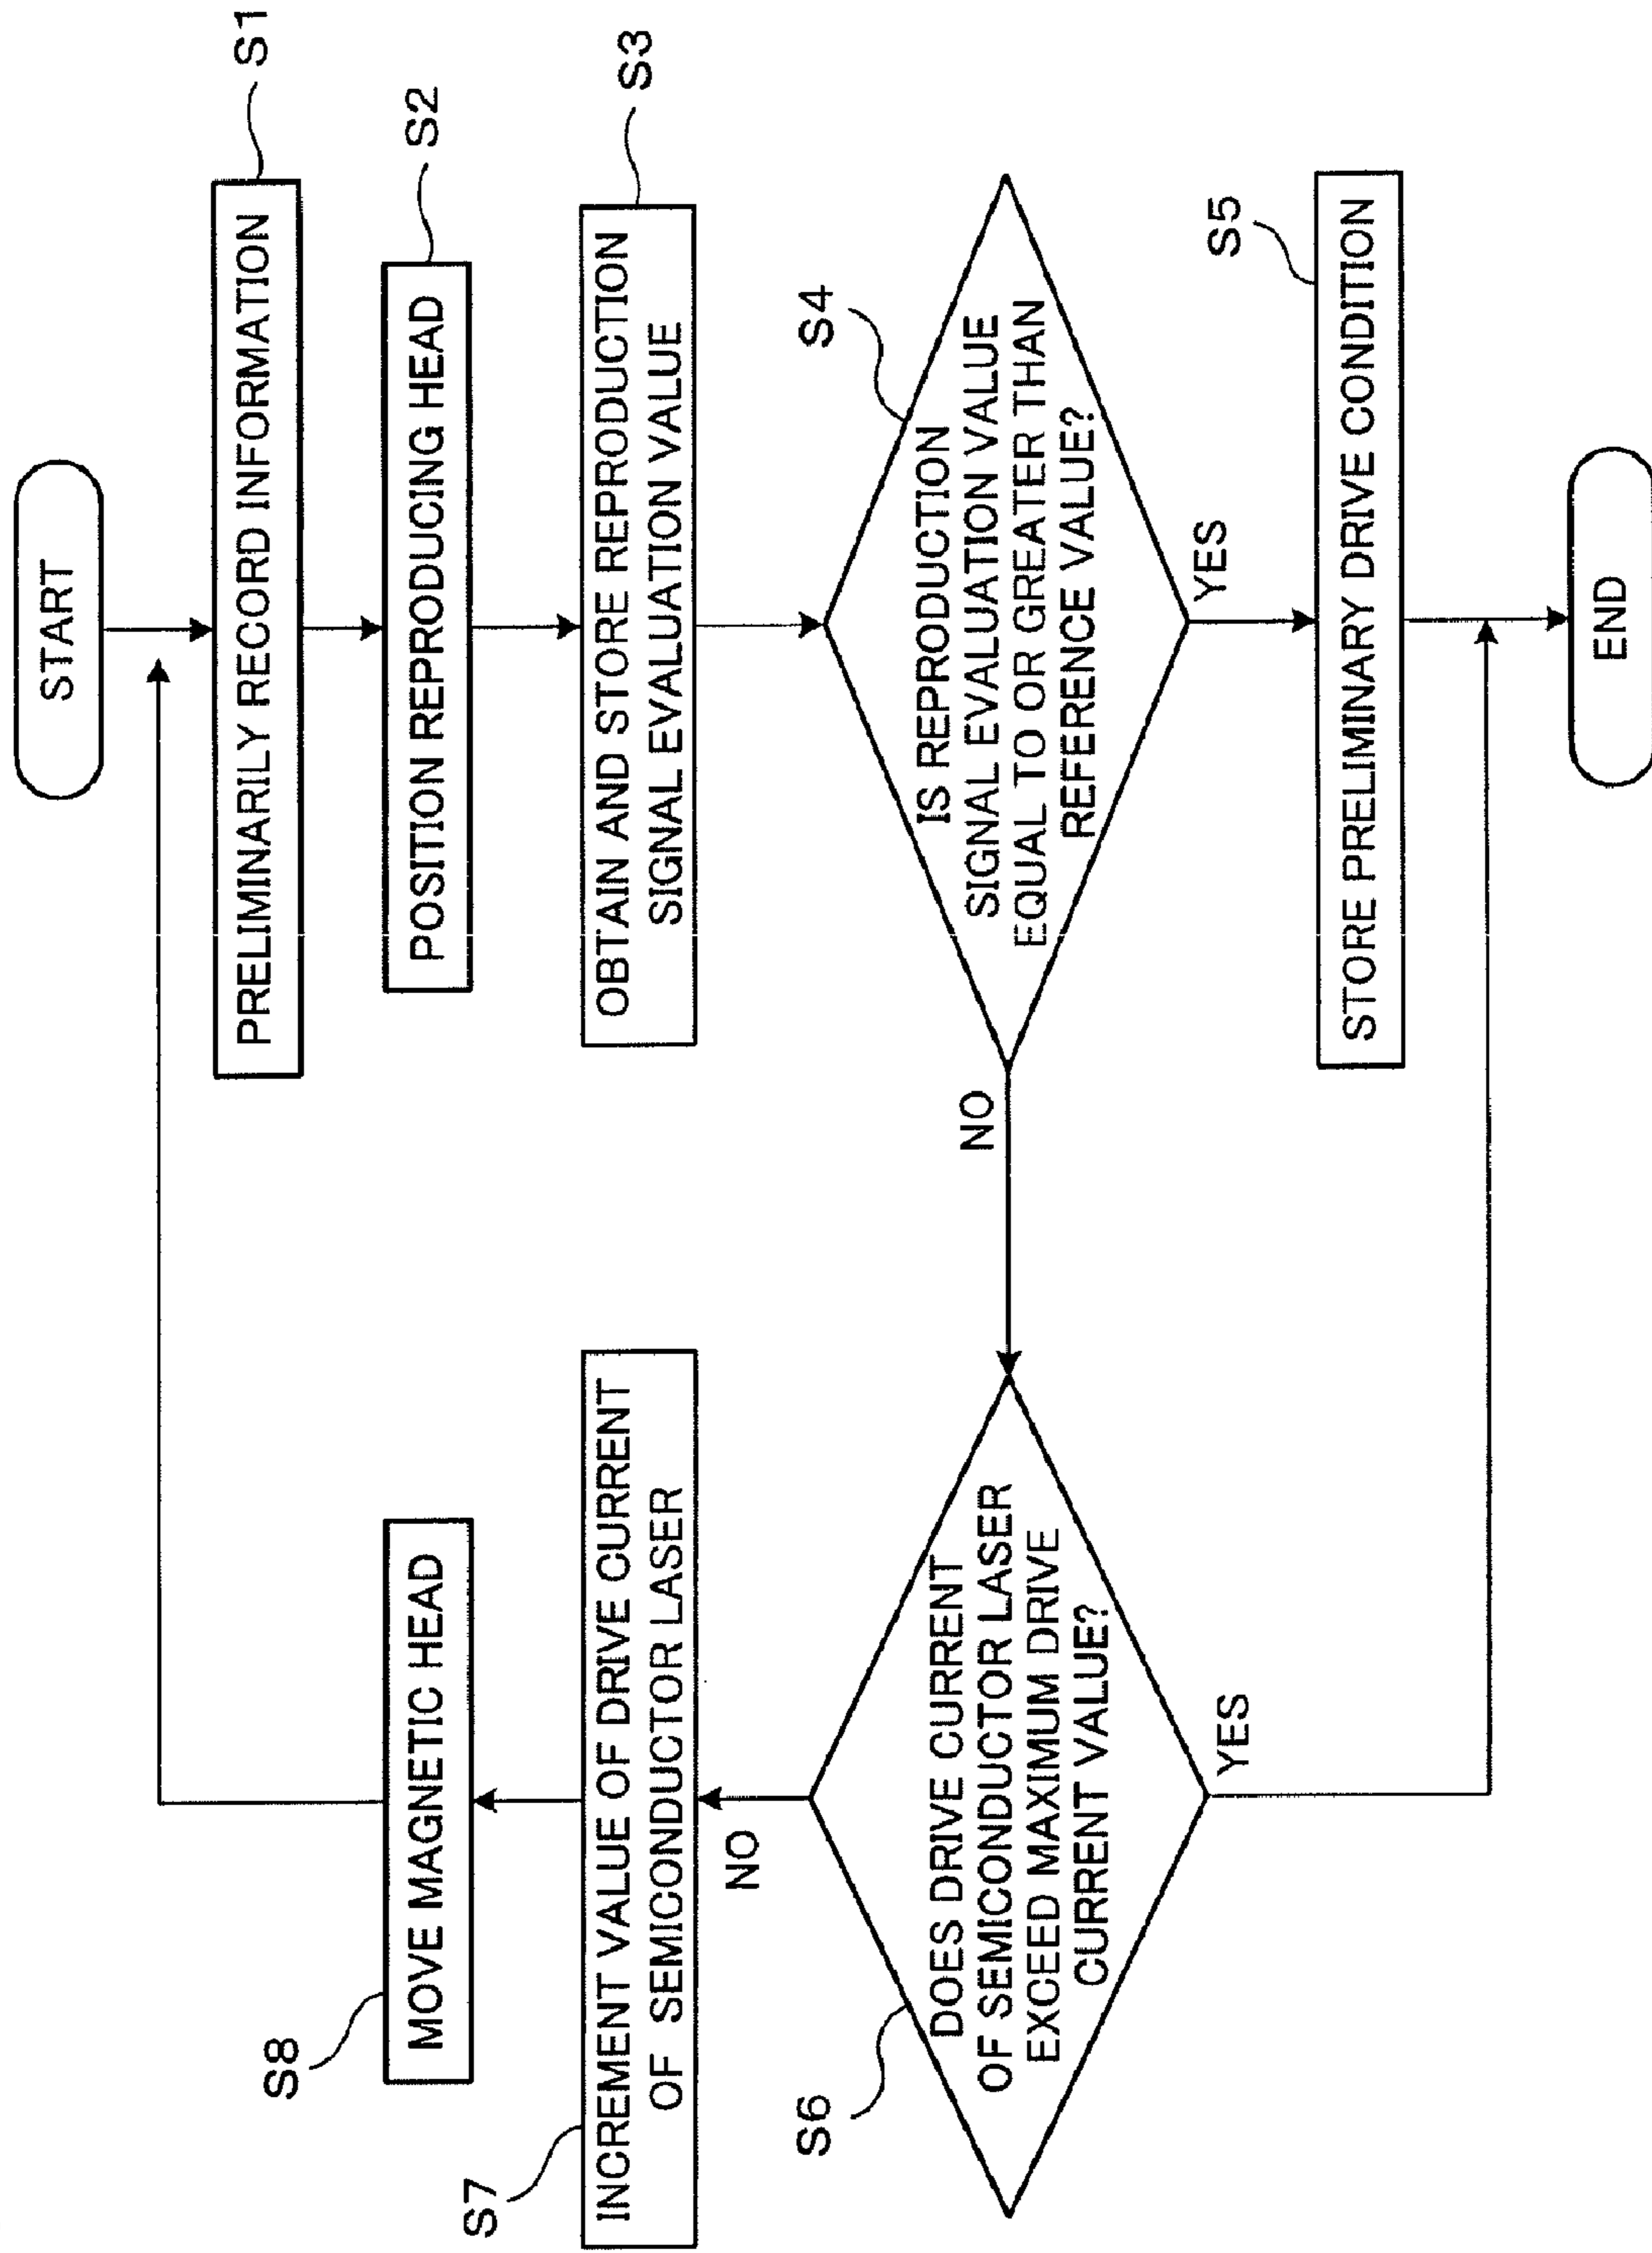 START
S1
PRELIMINARILY RECORD INFORMATION
S2
POSITION REPRODUCING HEAD
S3
OBTAIN AND STORE REPRODUCTION
SIGNAL EVALUATION VALUE
S4
IS REPRODUCTION
SIGNAL EVALUATION VALUE
EQUAL TO OR GREATER THAN
REFERENCE VALUE?
YES
NO
S5
STORE PRELIMINARY DRIVE CONDITION
END
S6
DOES DRIVE CURRENT
OF SEMICONDUCTOR LASER
EXCEED MAXIMUM DRIVE
CURRENT VALUE?
YES
NO
S7
INCREMENT VALUE OF DRIVE CURRENT
OF SEMICONDUCTOR LASER
S8
MOVE MAGNETIC HEAD